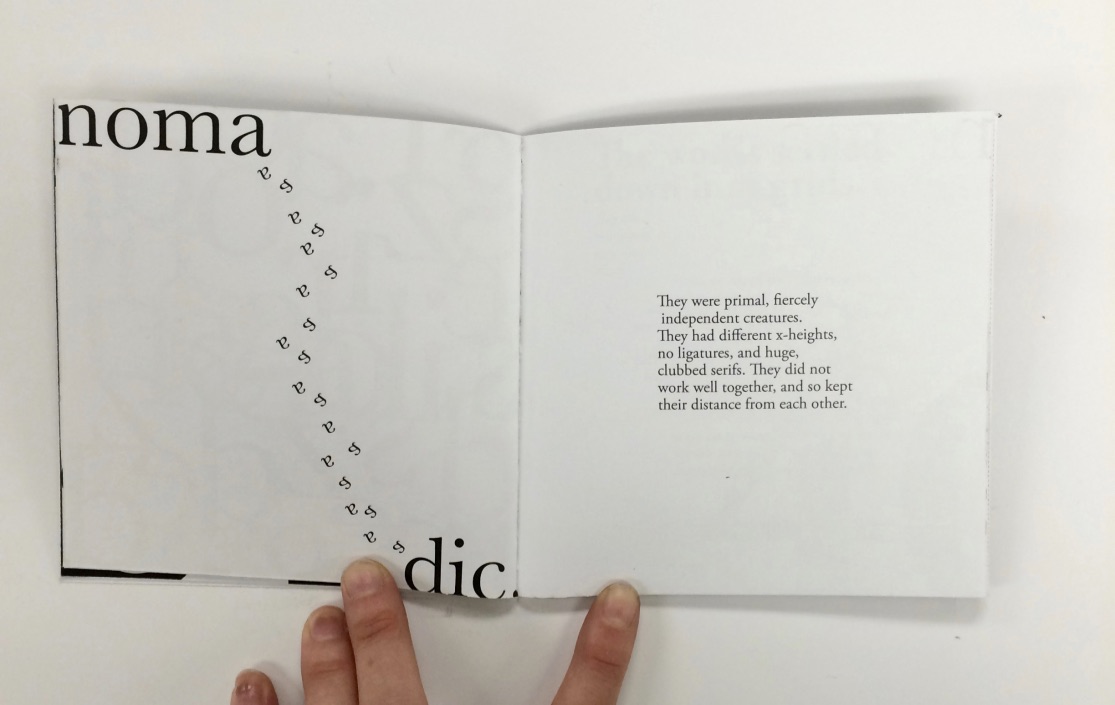 noma
dic.
They were primal, fiercely
independent creatures.
They had different x-heights,
no ligatures, and huge,
clubbed serifs. They did not
work well together, and so kept
their distance from each other.